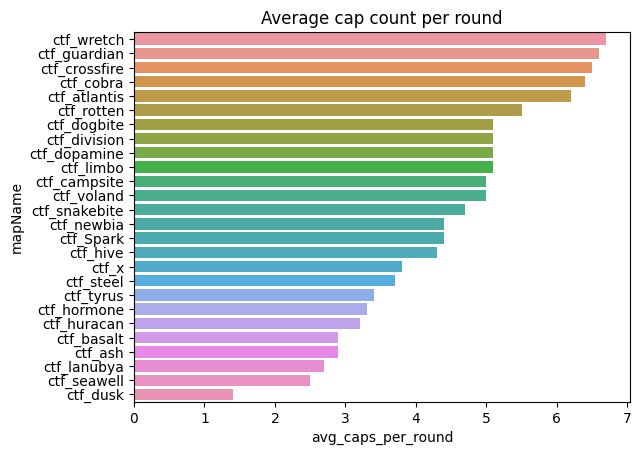 Average cap count per round
ctf_wretch
ctf_guardian
ctf_crossfire
ctf_cobra
ctf_atlantis
ctf_rotten
ctf_dogbite
ctf_division
ctf_dopamine
ctf_limbo
ctf_campsite
ctf_voland
ctf_snakebite
ctf_newbia
ctf_Spark
ctf_hive
ctf_x
ctf_steel
ctf_tyrus
ctf_hormone
ctf_huracan
ctf_basalt
ctf_ash
ctf_lanubya
ctf_seawell
ctf_dusk
mapName
0 1 2 3 4 5 6 7
avg_caps_per_round